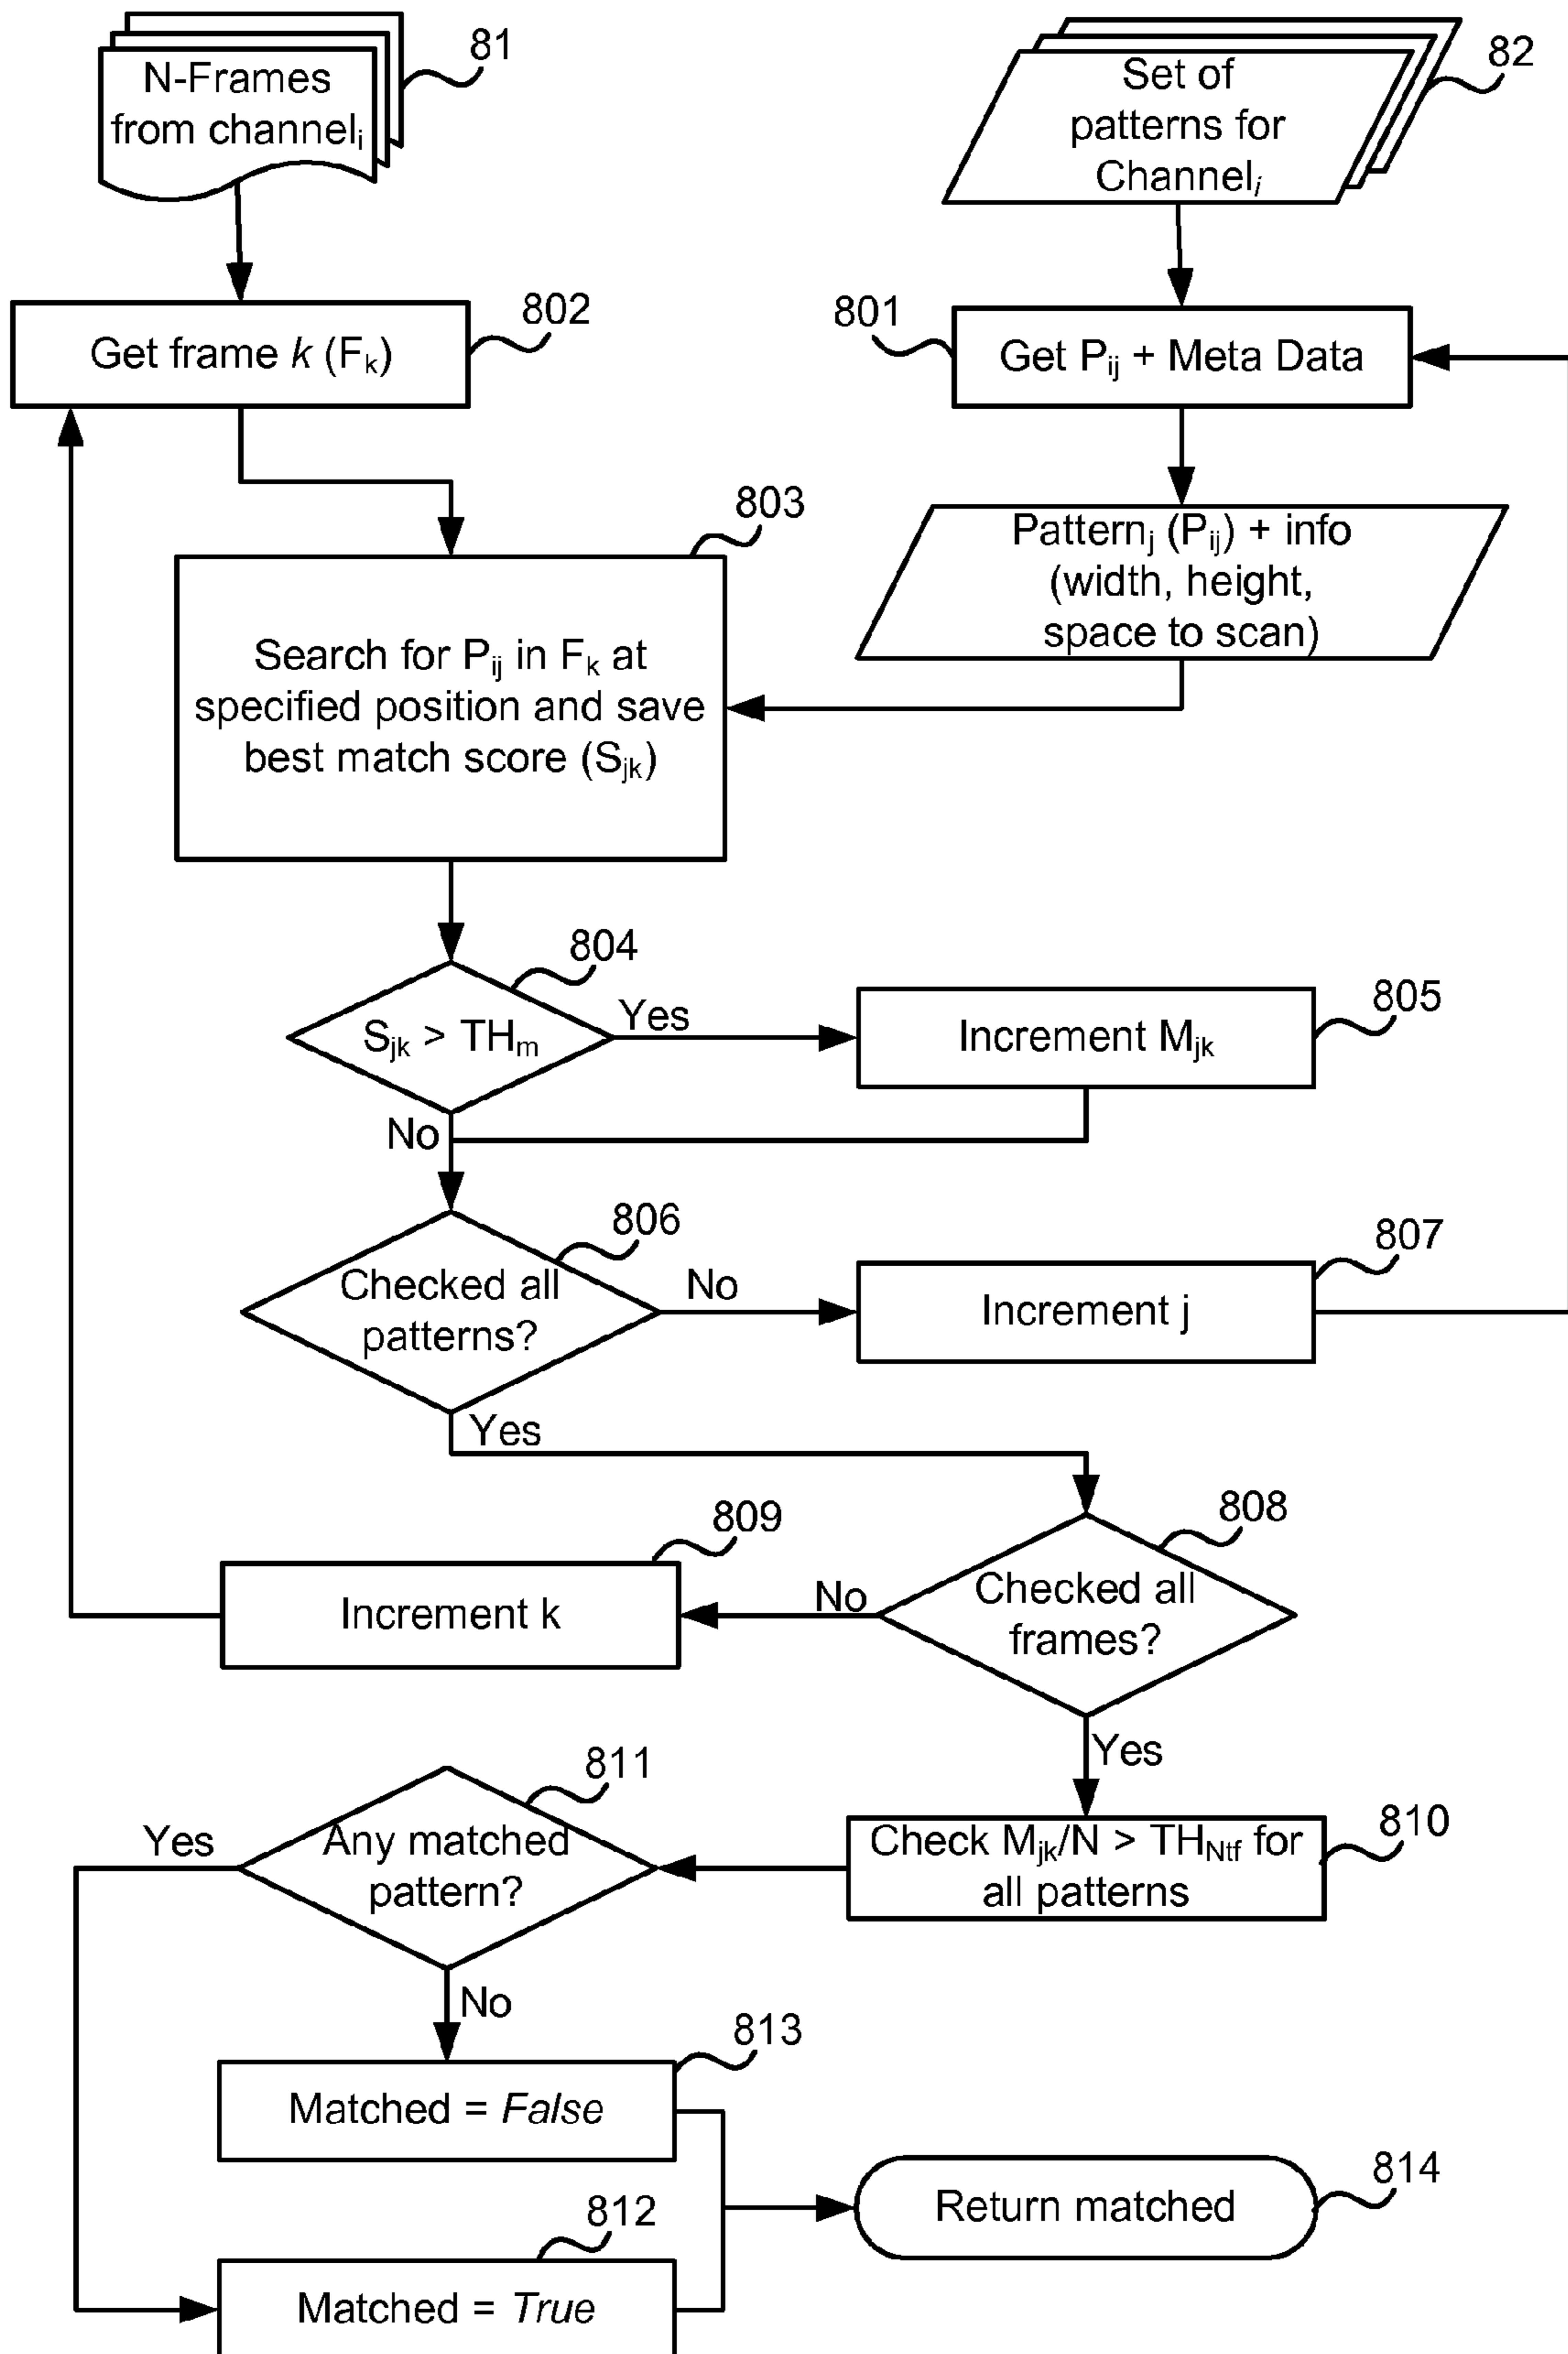 81
N-Frames
from channeli
82
Set of
patterns for
Channeli
802
Get frame k (Fk)
801
Get Pij + Meta Data
803
Search for Pij in Fk at
specified position and save
best match score (Sjk)
Patternj (Pij) + info
(width, height,
space to scan)
804
Sjk > THm
Yes
No
805
Increment Mjk
806
Checked all
patterns?
No
Yes
807
Increment j
808
Checked all
frames?
No
Yes
809
Increment k
810
Check Mjk/N > THNtf for
all patterns
811
Any matched
pattern?
Yes
No
813
Matched = False
812
Matched = True
814
Return matched